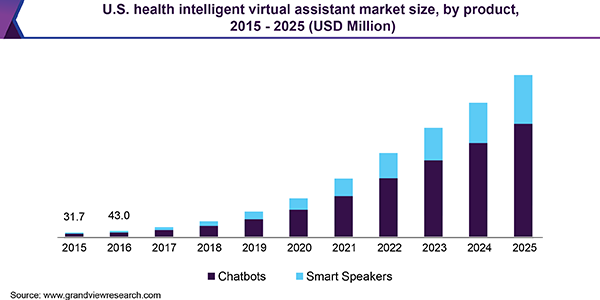 U.S. health intelligent virtual assistant market size, by product,
2015 - 2025 (USD Million)
31.7 43.0
2015 2016 2017 2018 2019 2020 2021 2022 2023 2024 2025
Chatbots Smart Speakers
Source: www.grandviewresearch.com